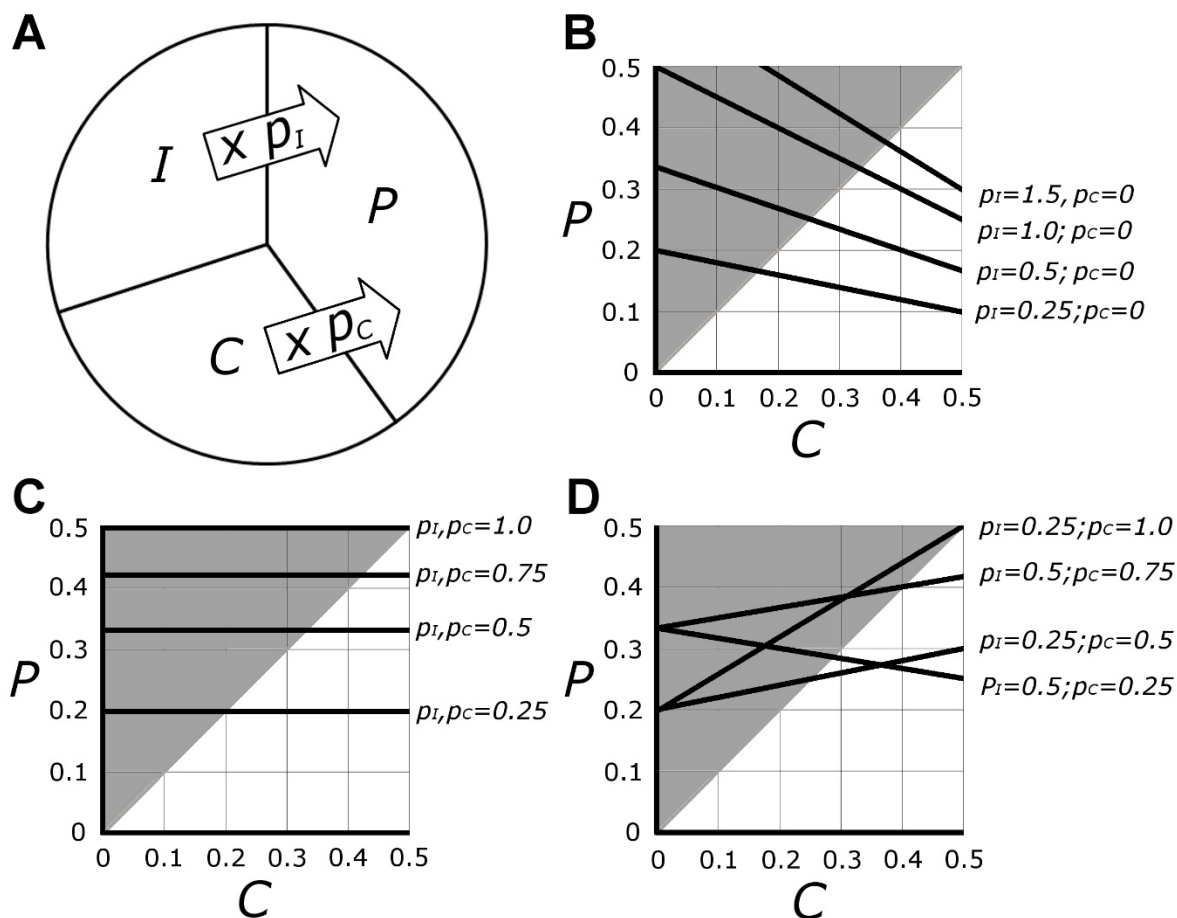 A
I
x pI
P
C
x pC
B
0.5
0.4
0.3
0.2
0.1
0
P
0 0.1 0.2 0.3 0.4 0.5
C
pI=1.5, pC=0
pI=1.0; pC=0
pI=0.5; pC=0
pI=0.25;pC=0
C
0.5
0.4
0.3
0.2
0.1
0
P
0 0.1 0.2 0.3 0.4 0.5
C
pI,pC=1.0
pI,pC=0.75
pI,pC=0.5
pI,pC=0.25
D
0.5
0.4
0.3
0.2
0.1
0
P
0 0.1 0.2 0.3 0.4 0.5
C
pI=0.25;pC=1.0
pI=0.5;pC=0.75
pI=0.25;pC=0.5
PI=0.5;pC=0.25